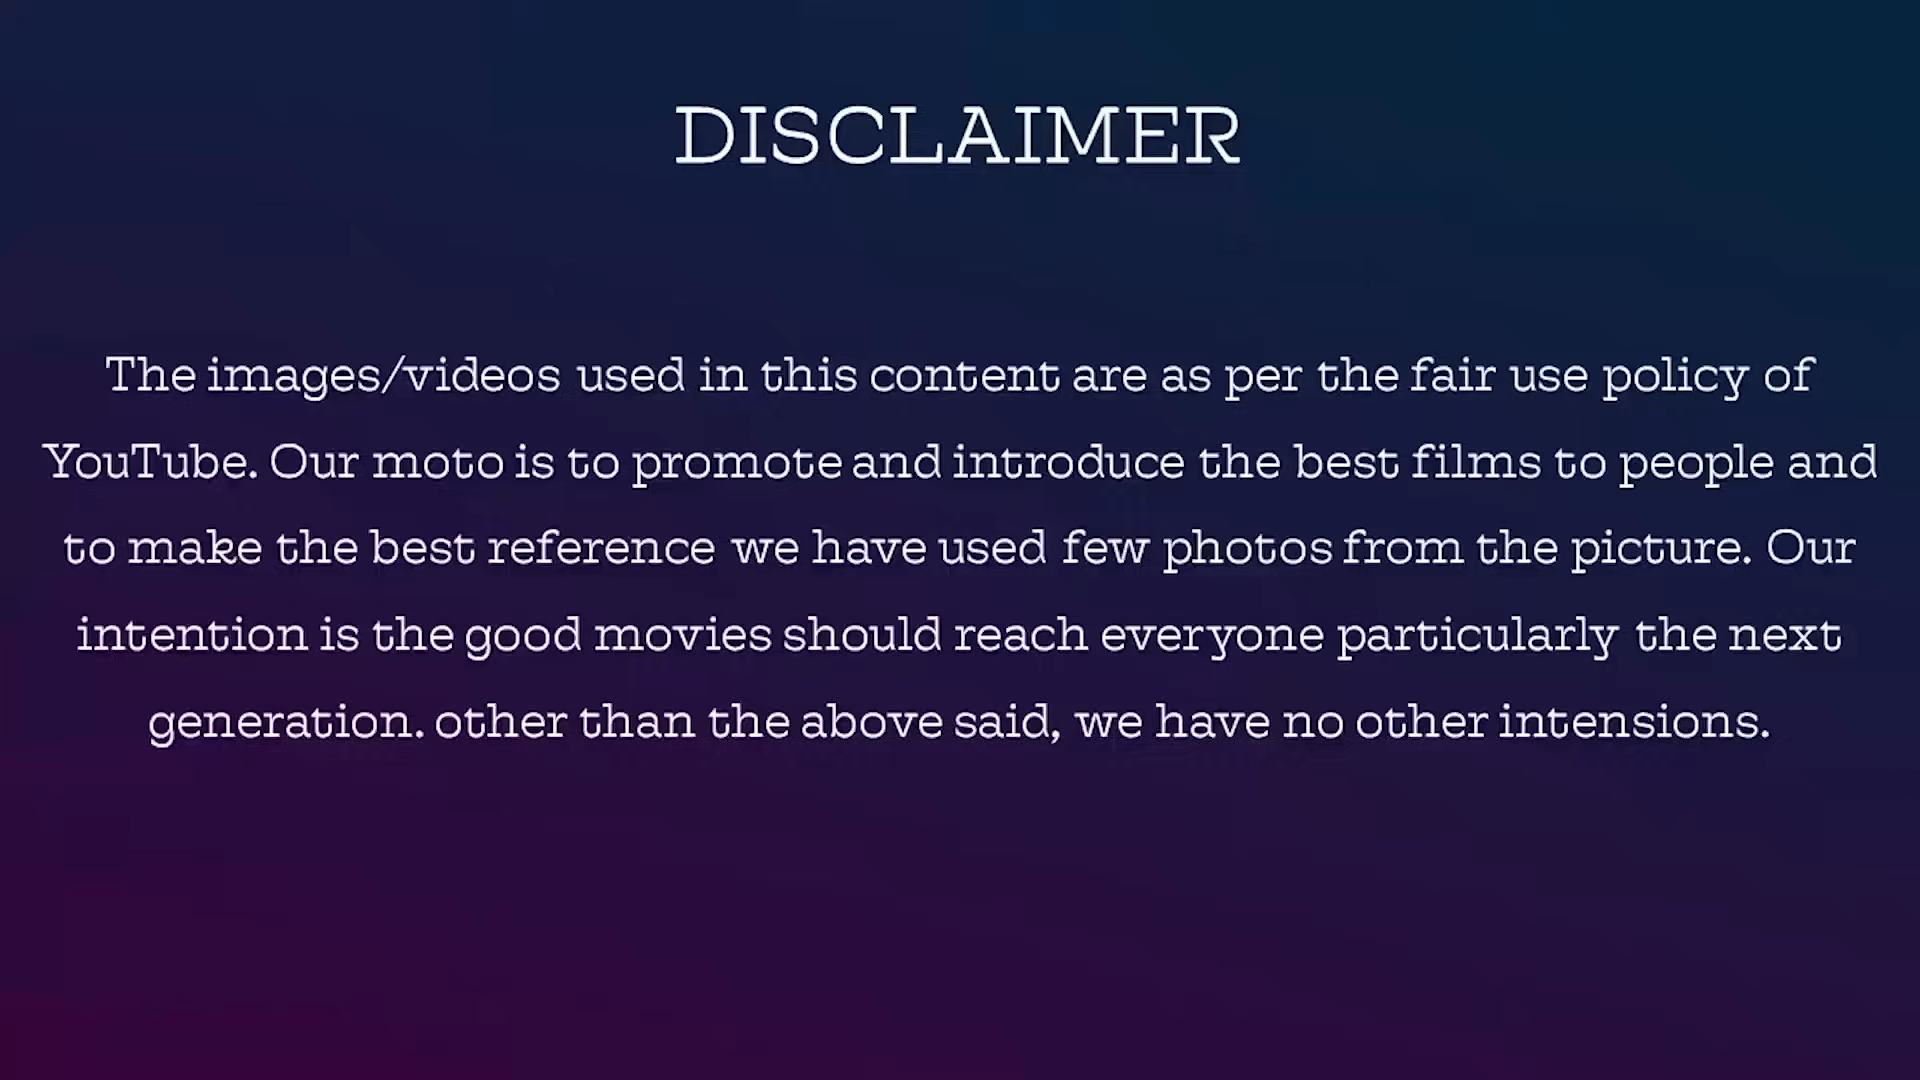 DISCLAIMER
The images/videos used in this content are as per the fair use policy of
YouTube. Our moto is to promote and introduce the best films to people and
to make the best reference we have used few photos from the picture. Our
intention is the good movies should reach everyone particularly the next
generation. other than the above said, we have no other intensions.